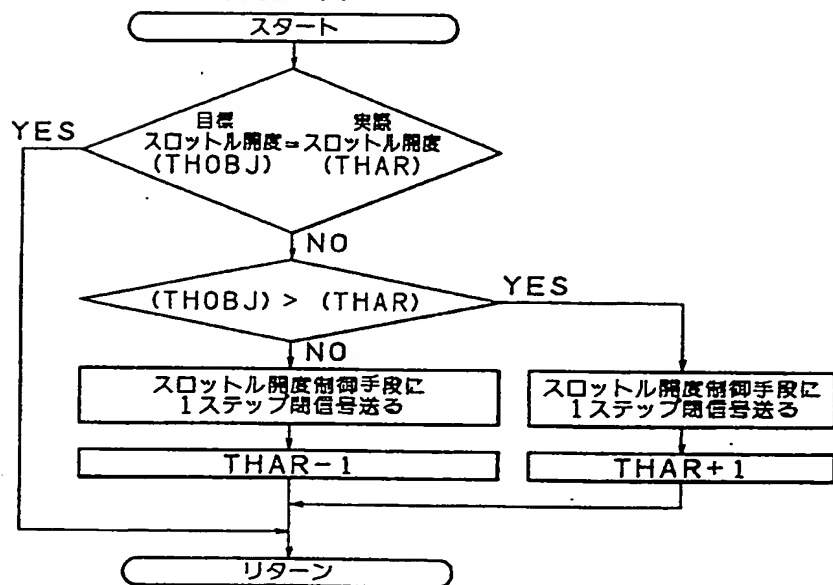 スタート
YES
目標 実際
スロットル開度=スロットル開度
(THOBJ) (THAR)
NO
(THOBJ) > (THAR)
YES
NO
スロットル開度制御手段に
1ステップ閉信号送る
スロットル開度制御手段に
1ステップ閉信号送る
THAR-1
THAR+1
リターン